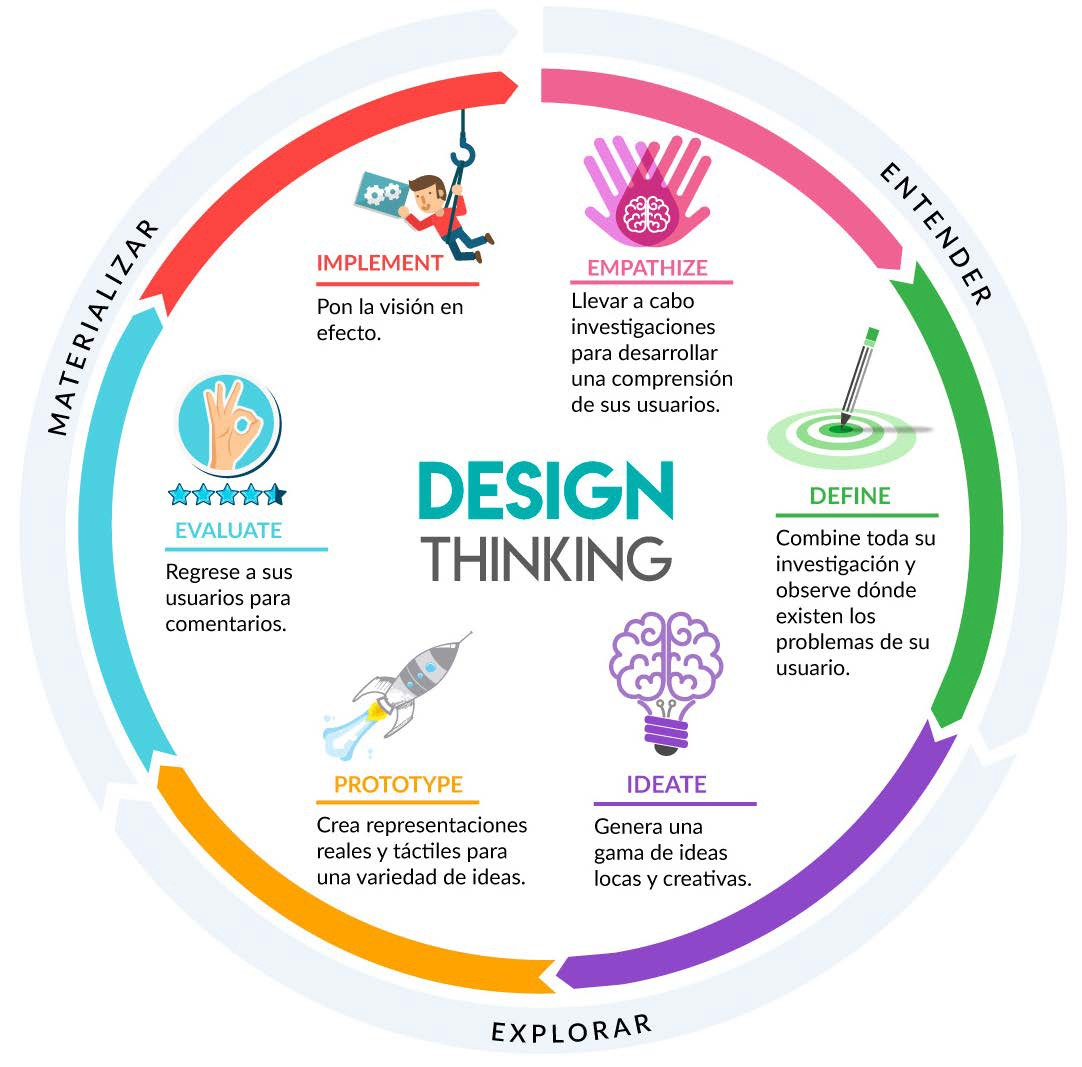 DESIGN
THINKING
ENTENDER
EMPATHIZE
Llevar a cabo
investigaciones
para desarrollar
una comprensión
de sus usuarios.
DEFINE
Combine toda su
investigación y
observe dónde
existen los
problemas de su
usuario.
EXPLORAR
IDEATE
Genera una
gama de ideas
locas y creativas.
PROTOTYPE
Crea representaciones
reales y táctiles para
una variedad de ideas.
MATERIALIZAR
EVALUATE
Regrese a sus
usuarios para
comentarios.
IMPLEMENT
Pon la visión en
efecto.